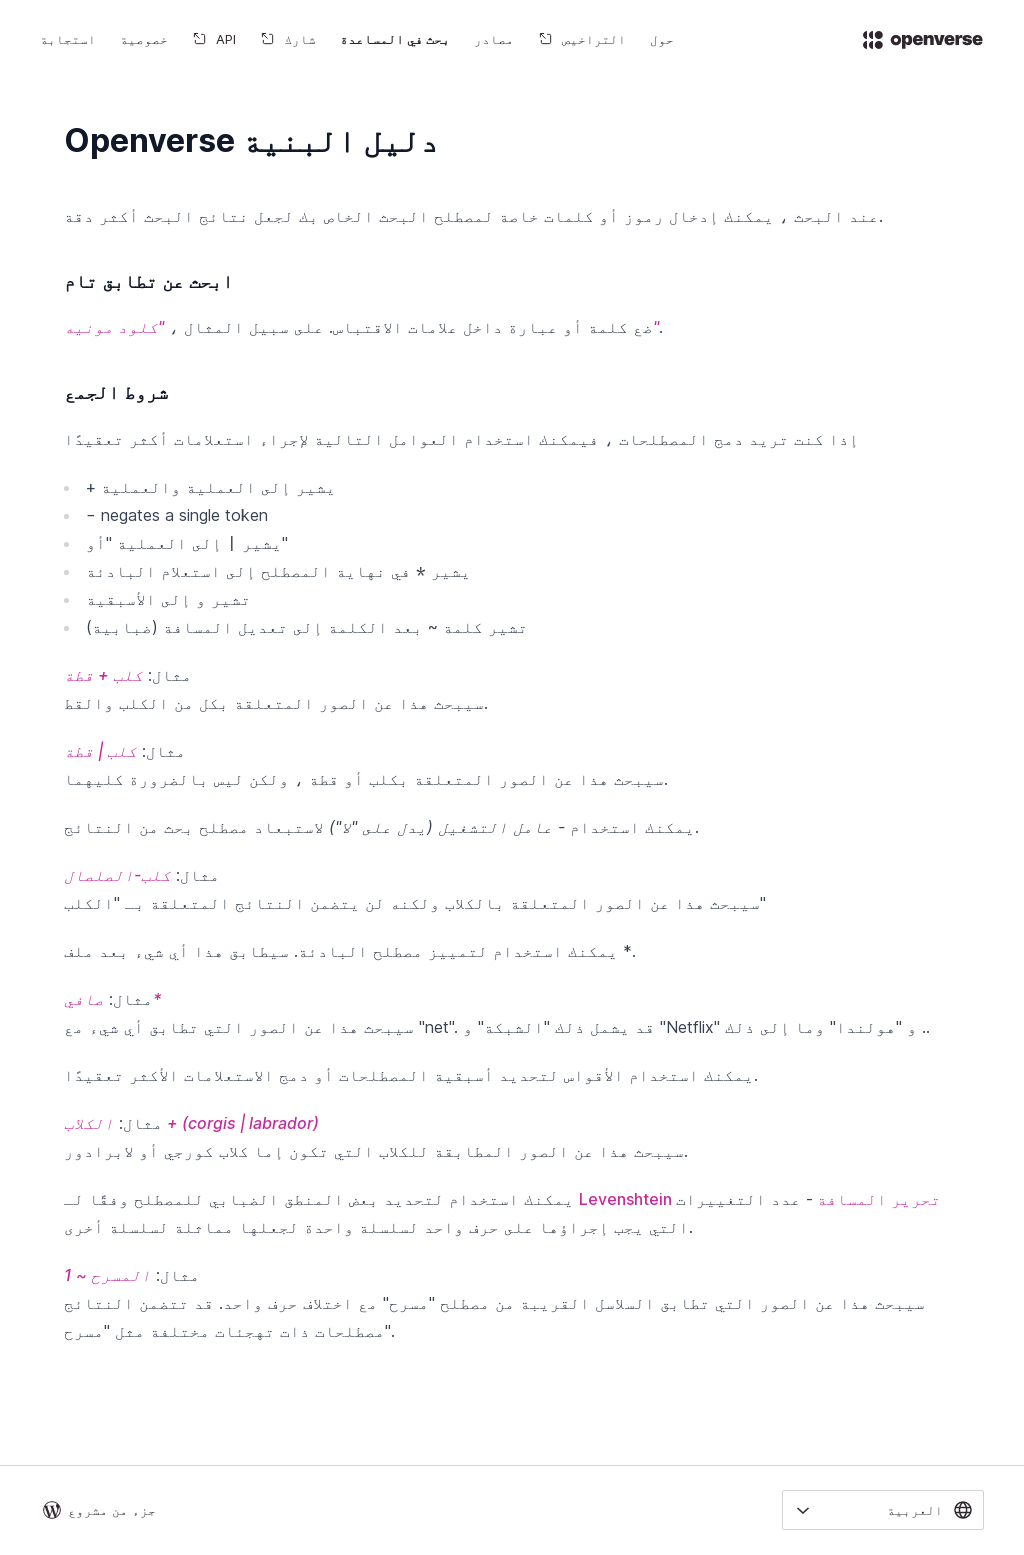 openverse
حول
التراخيص
مصادر
بحث في المساعدة
شارك
API
خصوصية
استجابة
دليل البنية Openverse
عند البحث ، يمكنك إدخال رموز أو كلمات خاصة لمصطلح البحث الخاص بك لجعل نتائج البحث أكثر دقة.
ابحث عن تطابق تام
ضع كلمة أو عبارة داخل علامات الاقتباس. على سبيل المثال ، "كلود مونيه".
شروط الجمع
إذا كنت تريد دمج المصطلحات ، فيمكنك استخدام العوامل التالية لإجراء استعلامات أكثر تعقيدًا
+ يشير إلى العملية والعملية
- negates a single token
يشير | إلى العملية "أو"
يشير * في نهاية المصطلح إلى استعلام البادئة
تشير و إلى الأسبقية
تشير كلمة ~ بعد الكلمة إلى تعديل المسافة (ضبابية)
مثال: كلب + قطة
سيبحث هذا عن الصور المتعلقة بكل من الكلب والقط.
مثال: كلب | قطة
سيبحث هذا عن الصور المتعلقة بكلب أو قطة ، ولكن ليس بالضرورة كليهما.
يمكنك استخدام - عامل التشغيل (يدل على "لا") لاستبعاد مصطلح بحث من النتائج.
مثال: كلب-الصلصال
سيبحث هذا عن الصور المتعلقة بالكلاب ولكنه لن يتضمن النتائج المتعلقة بـ "الكلب"
يمكنك استخدام لتمييز مصطلح البادئة. سيطابق هذا أي شيء بعد ملف *.
مثال: صافي*
سيبحث هذا عن الصور التي تطابق أي شيء مع "net". قد يشمل ذلك "الشبكة" و "Netflix" و "هولندا" وما إلى ذلك ..
يمكنك استخدام الأقواس لتحديد أسبقية المصطلحات أو دمج الاستعلامات الأكثر تعقيدًا.
مثال: الكلاب + (corgis | labrador)
سيبحث هذا عن الصور المطابقة للكلاب التي تكون إما كلاب كورجي أو لابرادور.
يمكنك استخدام لتحديد بعض المنطق الضبابي للمصطلح وفقًا لـ Levenshtein تحرير المسافة - عدد التغييرات
التي يجب إجراؤها على حرف واحد لسلسلة واحدة لجعلها مماثلة لسلسلة أخرى.
مثال: المسرح ~ 1
سيبحث هذا عن الصور التي تطابق السلاسل القريبة من مصطلح "مسرح" مع اختلاف حرف واحد. قد تتضمن النتائج
مصطلحات ذات تهجئات مختلفة مثل "مسرح".
العربية
جزء من مشروع